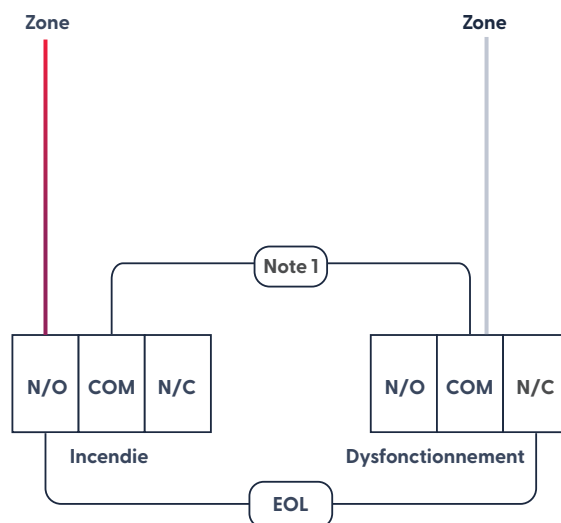 Zone
Zone
Note 1
N/O COM N/C
N/O COM N/C
Incendie
Dysfonctionnement
EOL